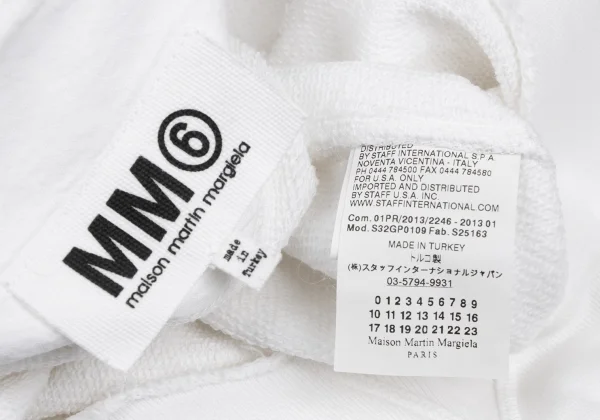 MM⑥
maison martin margiela
made
in
turkey
DISTRIBUTED
BY STAFF INTERNATIONAL S.P.A
NOVENTA VICENTINA - ITALY
PH 0444 784500 FAX 0444 784580
FOR U.S.A. ONLY
IMPORTED AND DISTRIBUTED
BY STAFF U.S.A. INC.
WWW.STAFFINTERNATIONAL.COM
Com. 01PR/2013/2246 - 2013 01
Mod. S32GP0109 Fab. S25163
MADE IN TURKEY
トルコ製
(株)スタッフインターナショナルジャパン
03-5794-9931
0 1 2 3 4 5 6 7 8 9
10 11 12 13 14 15 16
17 18 19 20 21 22 23
Maison Martin Margiela
PARIS